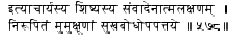 इत्याचार्यस्य शिष्यस्य संवादेनात्मलक्षणम् ।
निरूपितं मुमुक्षूणां सुखबोधोपपत्तये ॥५७८॥